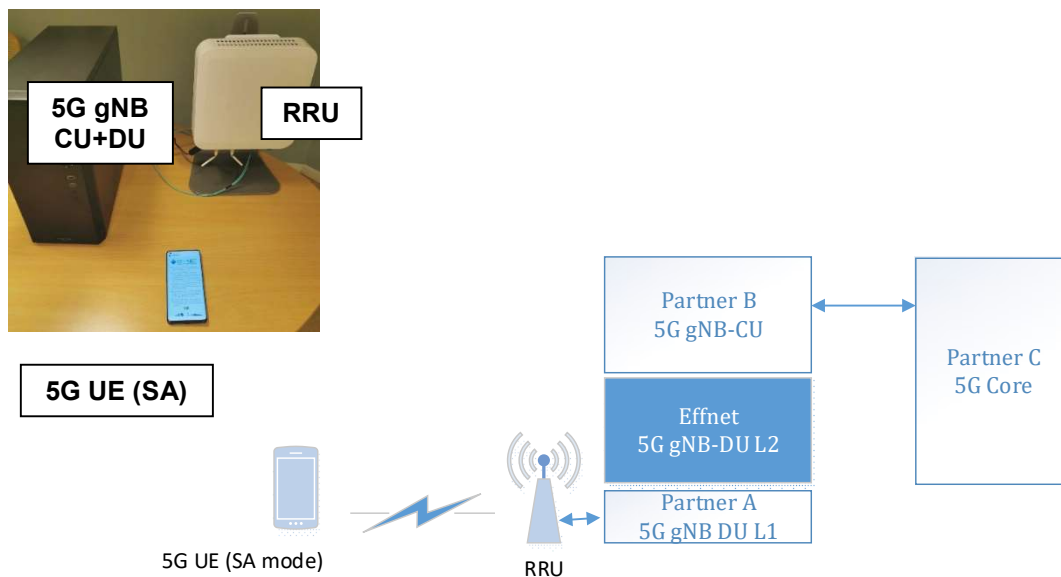 5G gNB
CU+DU
RRU
5G UE (SA)
Partner B
5G gNB-CU
Partner C
5G Core
Effnet
5G gNB-DU L2
Partner A
5G gNB DU L1
5G UE (SA mode)
RRU